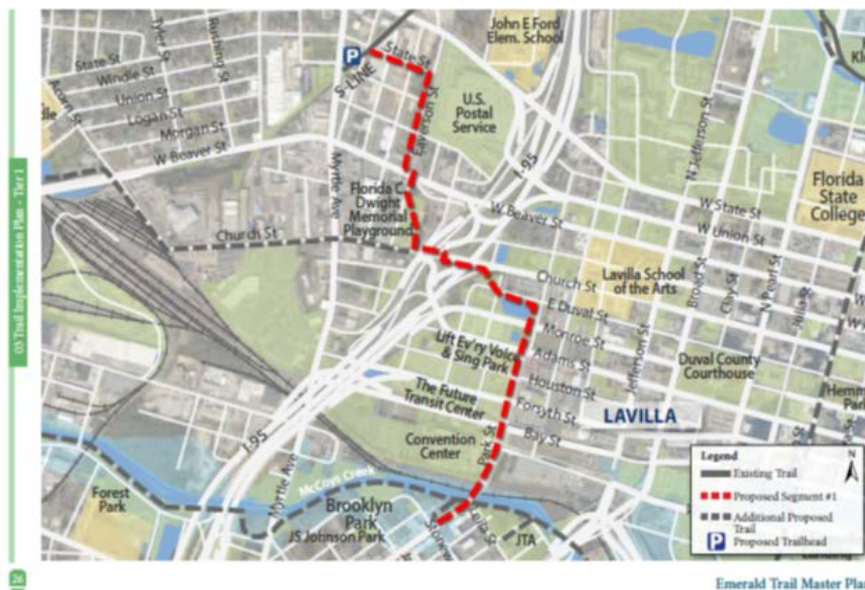 John E Ford
Elem. School
State St
P
S-LINE
Tyler St
Rushing St
State St
Windle St
Union St
Logan St
Morgan St
W Beaver St
Acorn St
Eaverson St
U.S.
Postal
Service
I-95
N Jefferson St
Myrtle Ave
Florida C.
Dwight
Memorial
Playground
W Beaver St
W State St
W Union St
Florida
State
College
Church St
Church St
Lavilla School
of the Arts
Broad St
Clay St
N Pearl St
Julia St
E Duval St
Monroe St
Adams St
Lift Ev'ry Voice
& Sing Park
Houston St
Jefferson St
Duval County
Courthouse
The Future
Transit Center
Forsyth St
LAVILLA
Hemm
Park
Bay St
Convention
Center
Park St
I-95
Myrtle Ave
McCoys Creek
Forest
Park
Brooklyn
Park
JS Johnson Park
JTA
Legend
N
Existing Trail
Proposed Segment #1
Additional Proposed
Trail
P Proposed Trailhead
03 Trail Implementation Plan - Tier 1
26
Emerald Trail Master Plan